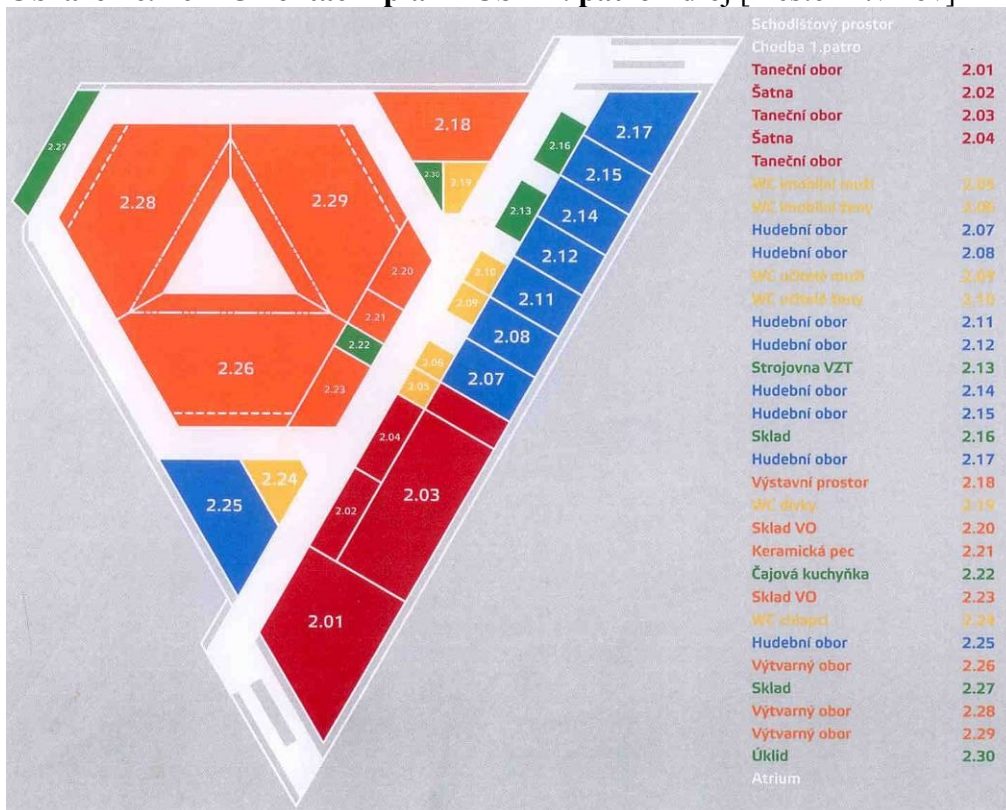 Schodišťový prostor
Chodba 1.patro
Taneční obor 2.01
Šatna 2.02
Taneční obor 2.03
Šatna 2.04
Taneční obor
WC imobilní muži 2.05
WC imobilní ženy 2.06
Hudební obor 2.07
Hudební obor 2.08
WC učitelé muži 2.09
WC učitelé ženy 2.10
Hudební obor 2.11
Hudební obor 2.12
Strojovna VZT 2.13
Hudební obor 2.14
Hudební obor 2.15
Sklad 2.16
Hudební obor 2.17
Výstavní prostor 2.18
WC dívky 2.19
Sklad VO 2.20
Keramická pec 2.21
Čajová kuchyňka 2.22
Sklad VO 2.23
WC chlapci 2.24
Hudební obor 2.25
Výtvarný obor 2.26
Sklad 2.27
Výtvarný obor 2.28
Výtvarný obor 2.29
Úklid 2.30
Atrium
2.18
2.17
2.16
2.27
2.30
2.19
2.15
2.28
2.29
2.13
2.14
2.12
2.20
2.10
2.11
2.09
2.21
2.08
2.22
2.06
2.26
2.07
2.05
2.23
2.04
2.24
2.03
2.25
2.02
2.01